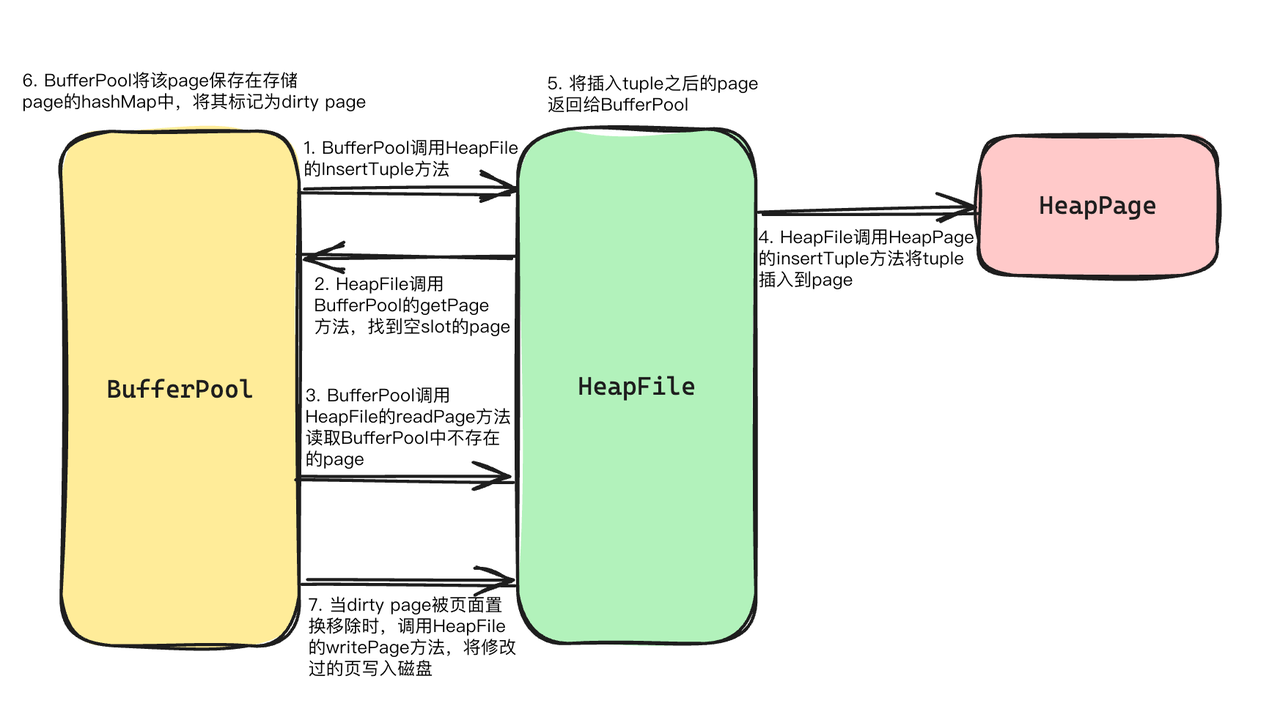 6. BufferPool将该page保存在存储
page的hashMap中，将其标记为dirty page
5. 将插入tuple之后的page
返回给BufferPool
1. BufferPool调用HeapFile
的InsertTuple方法
HeapPage
4. HeapFile调用HeapPage
的insertTuple方法将tuple
插入到page
2. HeapFile调用
BufferPool的getPage
方法，找到空slot的page
BufferPool
HeapFile
3. BufferPool调用
HeapFile的readPage方法
读取BufferPool中不存在
的page
7. 当dirty page被页面置
换移除时，调用HeapFile
的writePage方法，将修改
过的页写入磁盘